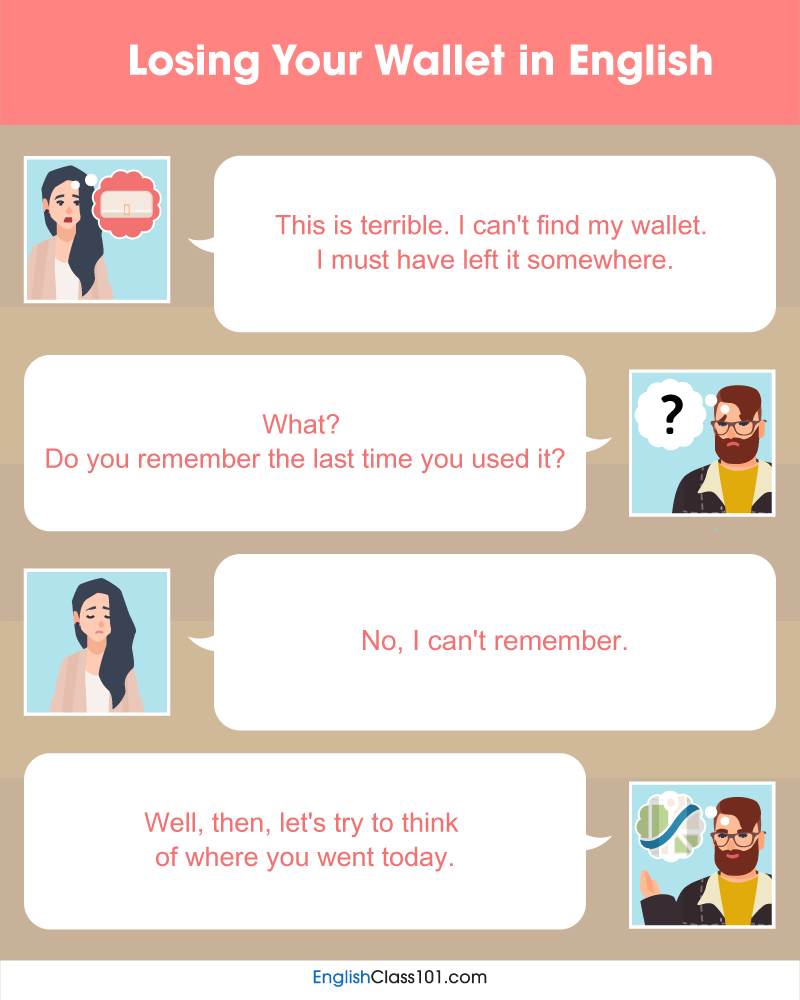 Losing Your Wallet in English
This is terrible. I can't find my wallet.
I must have left it somewhere.
What?
Do you remember the last time you used it?
?
No, I can't remember.
Well, then, let's try to think
of where you went today.
EnglishClass101.com